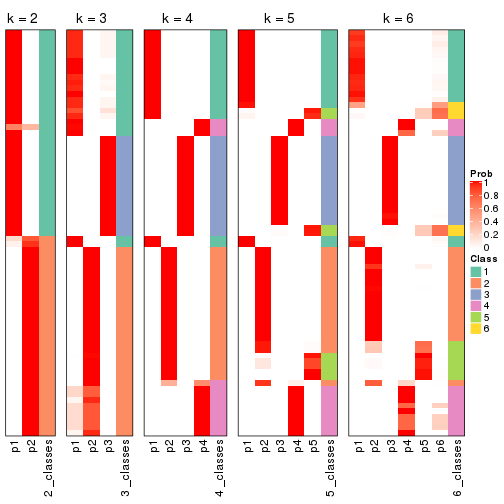 k = 2
k = 3
k = 4
k = 5
k = 6
p1
p2
2_classes
p1
p2
p3
3_classes
p1
p2
p3
p4
4_classes
p1
p2
p3
p4
p5
5_classes
p1
p2
p3
p4
p5
p6
6_classes
Prob
1
0.8
0.6
0.4
0.2
0
Class
1
2
3
4
5
6